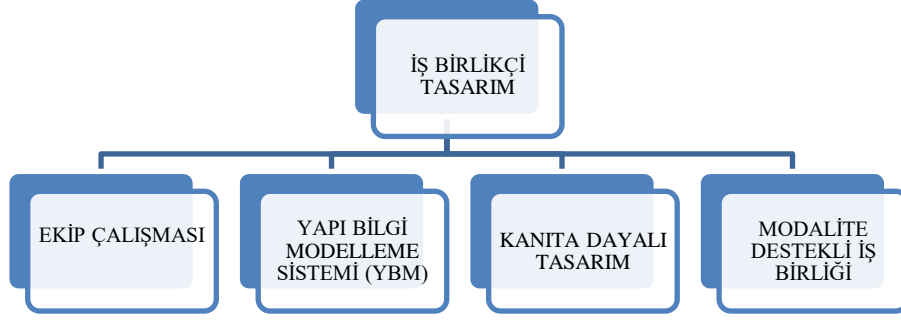 İŞ BİRLİKÇİ
TASARIM
EKİP ÇALIŞMASI
YAPI BİLGİ
MODELLEME
SİSTEMİ (YBM)
KANITA DAYALI
TASARIM
MODALİTE
DESTEKLİ İŞ
BİRLİĞİ